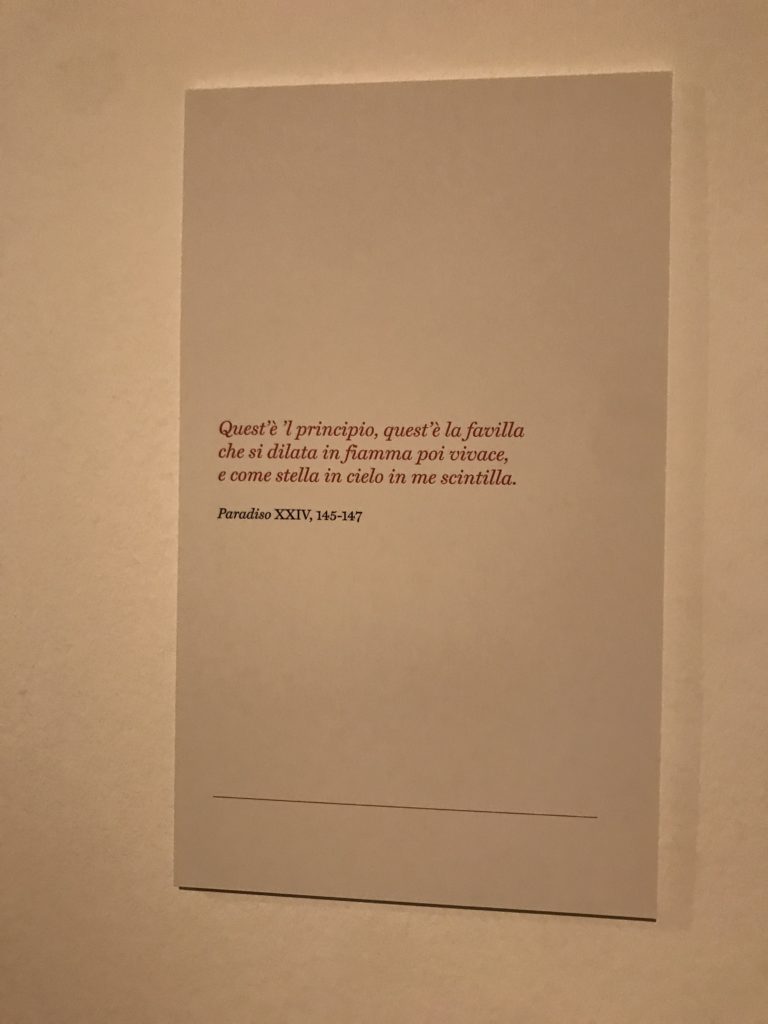 Quest’è ’l principio, quest’è la favilla
che si dilata in fiamma poi vivace,
e come stella in cielo in me scintilla.
Paradiso XXIV, 145-147